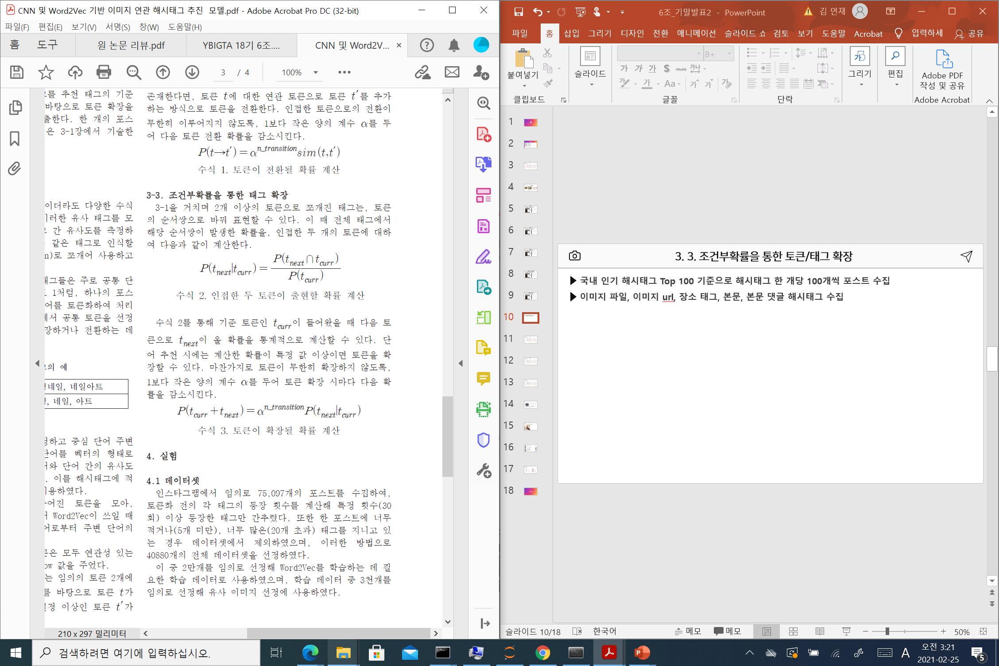 CNN 및 Word2Vec 기반 이미지 연관 해시태그 추진 모델.pdf - Adobe Acrobat Pro DC (32-bit)
파일(F) 편집(E) 보기(V) 서명(S) 창(W) 도움말(H)
홈 도구 원 논문 리뷰.pdf YBIGTA 18기 6조.... CNN 및 Word2V... ×
3 / 4 100%
그를 추천 태그의 기준
바탕으로 토큰 확장을
출한다. 한 개의 포스
은 3-1장에서 기술한
이더라도 다양한 수식
이러한 유사 태그를 모
간 유사도를 측정하
같은 태그로 인식할
n)로 쪼개어 사용하고
태그들은 주로 공통 단
1처럼, 하나의 포스
어를 토큰화하여 처리
에서 공통 토큰을 선정
장하거나 전환하는 데
그의 예
네일, 네일아트
, 네일, 아트
정하고 중심 단어 주변
단어를 벡터의 형태로
어와 단어 간의 유사도
, 이를 해시태그에 적
이용하였다.
어진 토큰을 모아,
Word2Vec이 쓰일 때
어로부터 주변 단어의
큰은 모두 연관성 있는
ow 값을 주었다.
는 임의의 토큰 2개에
를 바탕으로 토큰 t가
일정 이상인 토큰 t′가
존재한다면, 토큰 t에 대한 연관 토큰으로 토큰 t′를 추가
하는 방식으로 토큰을 전환한다. 인접한 토큰으로의 전환이
무한히 이루어지지 않도록, 1보다 작은 양의 계수 α를 두
어 다음 토큰 전환 확률을 감소시킨다.
P(t→t′) = α^n_transition sim(t,t′)
수식 1. 토큰이 전환될 확률 계산
3-3. 조건부확률을 통한 태그 확장
3-1을 거치며 2개 이상의 토큰으로 쪼개진 태그는, 토큰
의 순서쌍으로 바꿔 표현할 수 있다. 이 때 전체 태그에서
해당 순서쌍이 발생한 확률을, 인접한 두 개의 토큰에 대하
여 다음과 같이 계산한다.
P(t_next|t_curr) = P(t_next∩t_curr) / P(t_curr)
수식 2. 인접한 두 토큰이 출현할 확률 계산
수식 2를 통해 기준 토큰인 t_curr이 들어왔을 때 다음 토
큰으로 t_next이 올 확률을 통계적으로 계산할 수 있다. 단
어 추천 시에는 계산한 확률이 특정 값 이상이면 토큰을 확
장할 수 있다. 마찬가지로 토큰이 무한히 확장하지 않도록,
1보다 작은 양의 계수 α를 두어 토큰 확장 시마다 다음 확
률을 감소시킨다.
P(t_curr + t_next) = α^n_transition P(t_next|t_curr)
수식 3. 토큰이 확장될 확률 계산
4. 실험
4.1 데이터셋
인스타그램에서 임의로 75,097개의 포스트를 수집하여,
토큰화 전의 각 태그의 등장 횟수를 계산해 특정 횟수(30
회) 이상 등장한 태그만 간추렸다. 또한 한 포스트에 너무
적거나(5개 미만), 너무 많은(20개 초과) 태그를 지니고 있
는 경우 데이터셋에서 제외하였으며, 이러한 방법으로
40880개의 전체 데이터셋을 선정하였다.
이 중 2만개를 임의로 선정해 Word2Vec를 학습하는 데 필
요한 학습 데이터로 사용하였으며, 학습 데이터 중 3천개를
임의로 선정해 유사 이미지 선정에 사용하였다.
210 x 297 밀리미터
6조_기말발표2 - PowerPoint 김 연재
파일 홈 삽입 그리기 디자인 전환 애니메이션 슬라이드 쇼 검토 보기 도움말 Acrobat 입력하세 공유
8+
붙여넣기 슬라이드 가 가 가 S 가나다 간나 그리기 편집 Adobe PDF
작성 및 공유
가 Aa 가 가 가
클립보드 글꼴 단락 Adobe Acrobat
1
2
3
4
5
6
7
8
9
10
11
12
13
14
15
16
17
18
3. 3. 조건부확률을 통한 토큰/태그 확장
▶ 국내 인기 해시태그 Top 100 기준으로 해시태그 한 개당 100개씩 포스트 수집
▶ 이미지 파일, 이미지 url, 장소 태그, 본문, 본문 댓글 해시태그 수집
슬라이드 10/18 한국어 메모 메모 50%
검색하려면 여기에 입력하십시오.
A 오전 3:21
2021-02-25 5